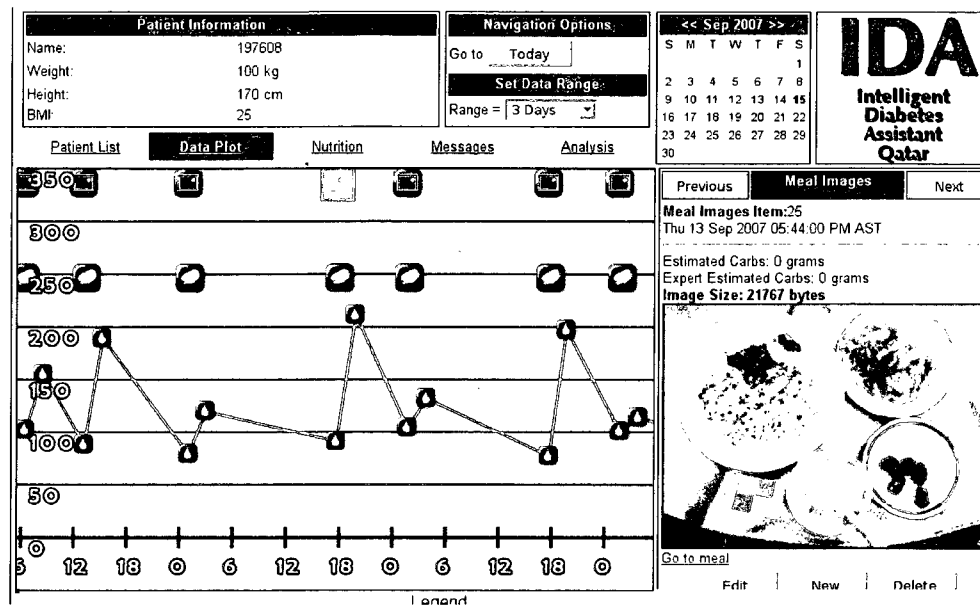 Patient Information
Name: 197608
Weight: 100 kg
Height: 170 cm
BMI: 25
Navigation Options
Go to Today
Set Data Range
Range = 3 Days
<< Sep 2007 >>
S M T W T F S
1
2 3 4 5 6 7 8
9 10 11 12 13 14 15
16 17 18 19 20 21 22
23 24 25 26 27 28 29
30
IDA
Intelligent
Diabetes
Assistant
Qatar
Patient List Data Plot Nutrition Messages Analysis
350
300
250
200
150
100
50
0
6 12 18 0 6 12 18 0 6 12 18 0
Legend
Previous Meal Images Next
Meal Images Item:25
Thu 13 Sep 2007 05:44:00 PM AST
Estimated Carbs: 0 grams
Expert Estimated Carbs: 0 grams
Image Size: 21767 bytes
Go to meal
Edit New Delete